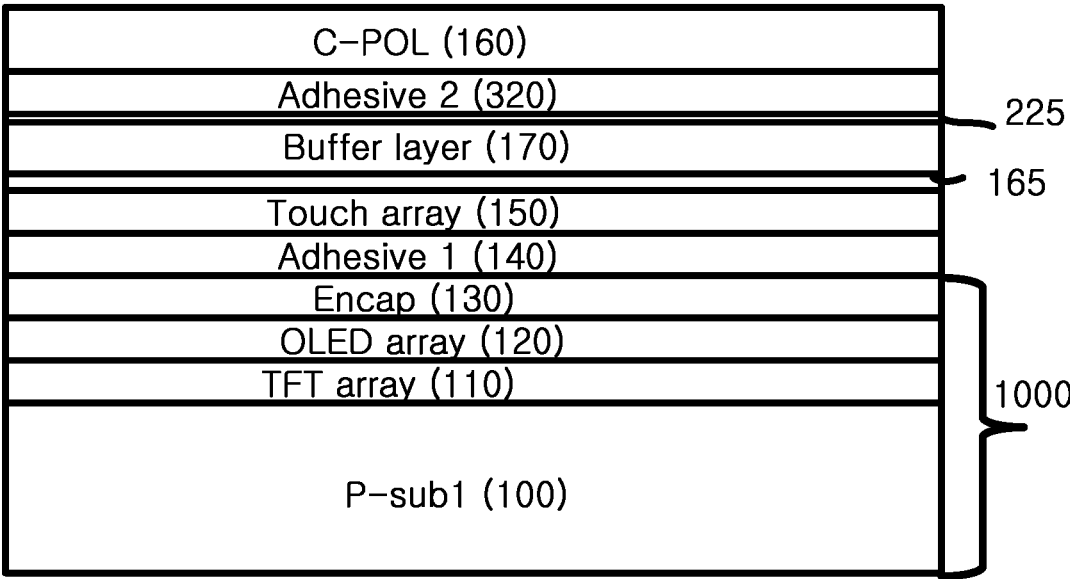 C-POL (160)
Adhesive 2 (320)
225
Buffer layer (170)
165
Touch array (150)
Adhesive 1 (140)
Encap (130)
OLED array (120)
TFT array (110)
1000
P-sub1 (100)